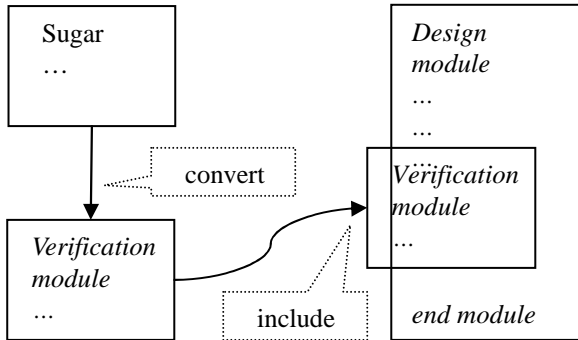 Sugar
…
convert
Verification
module
…
include
Design
module
…
…
…
Verification
module
…
end module